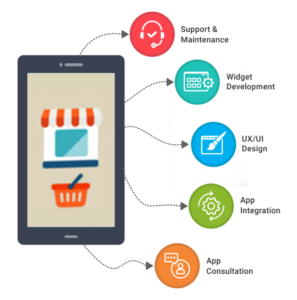 Support &
Maintenance
Widget
Development
UX/UI
Design
App
Integration
App
Consultation